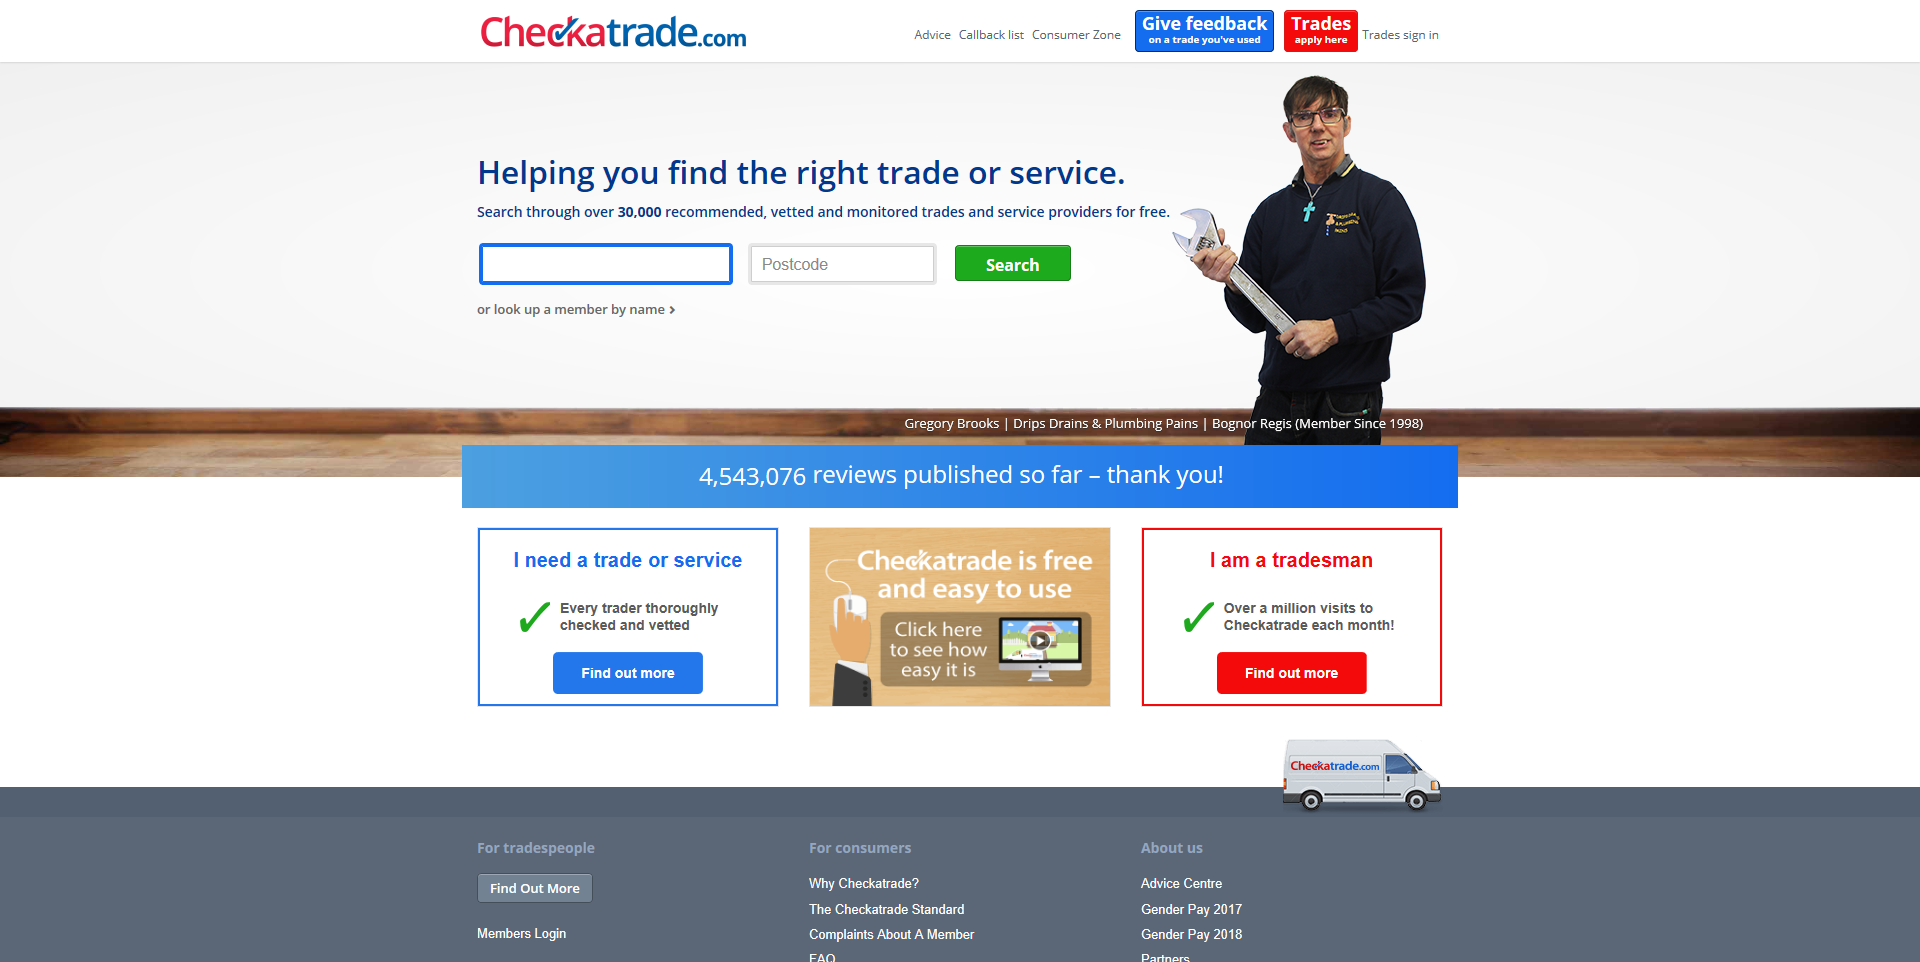 Checkatrade.com
Advice Callback list Consumer Zone
Give feedback
on a trade you've used
Trades
apply here
Trades sign in
Helping you find the right trade or service.
Search through over 30,000 recommended, vetted and monitored trades and service providers for free.
Postcode
Search
or look up a member by name
Gregory Brooks | Drips Drains & Plumbing Pains | Bognor Regis (Member Since 1998)
4,543,076 reviews published so far – thank you!
I need a trade or service
Every trader thoroughly
checked and vetted
Find out more
Checkatrade is free
and easy to use
Click here
to see how
easy it is
I am a tradesman
Over a million visits to
Checkatrade each month!
Find out more
Checkatrade.com
For tradespeople
Find Out More
Members Login
For consumers
Why Checkatrade?
The Checkatrade Standard
Complaints About A Member
FAQ
About us
Advice Centre
Gender Pay 2017
Gender Pay 2018
Partners